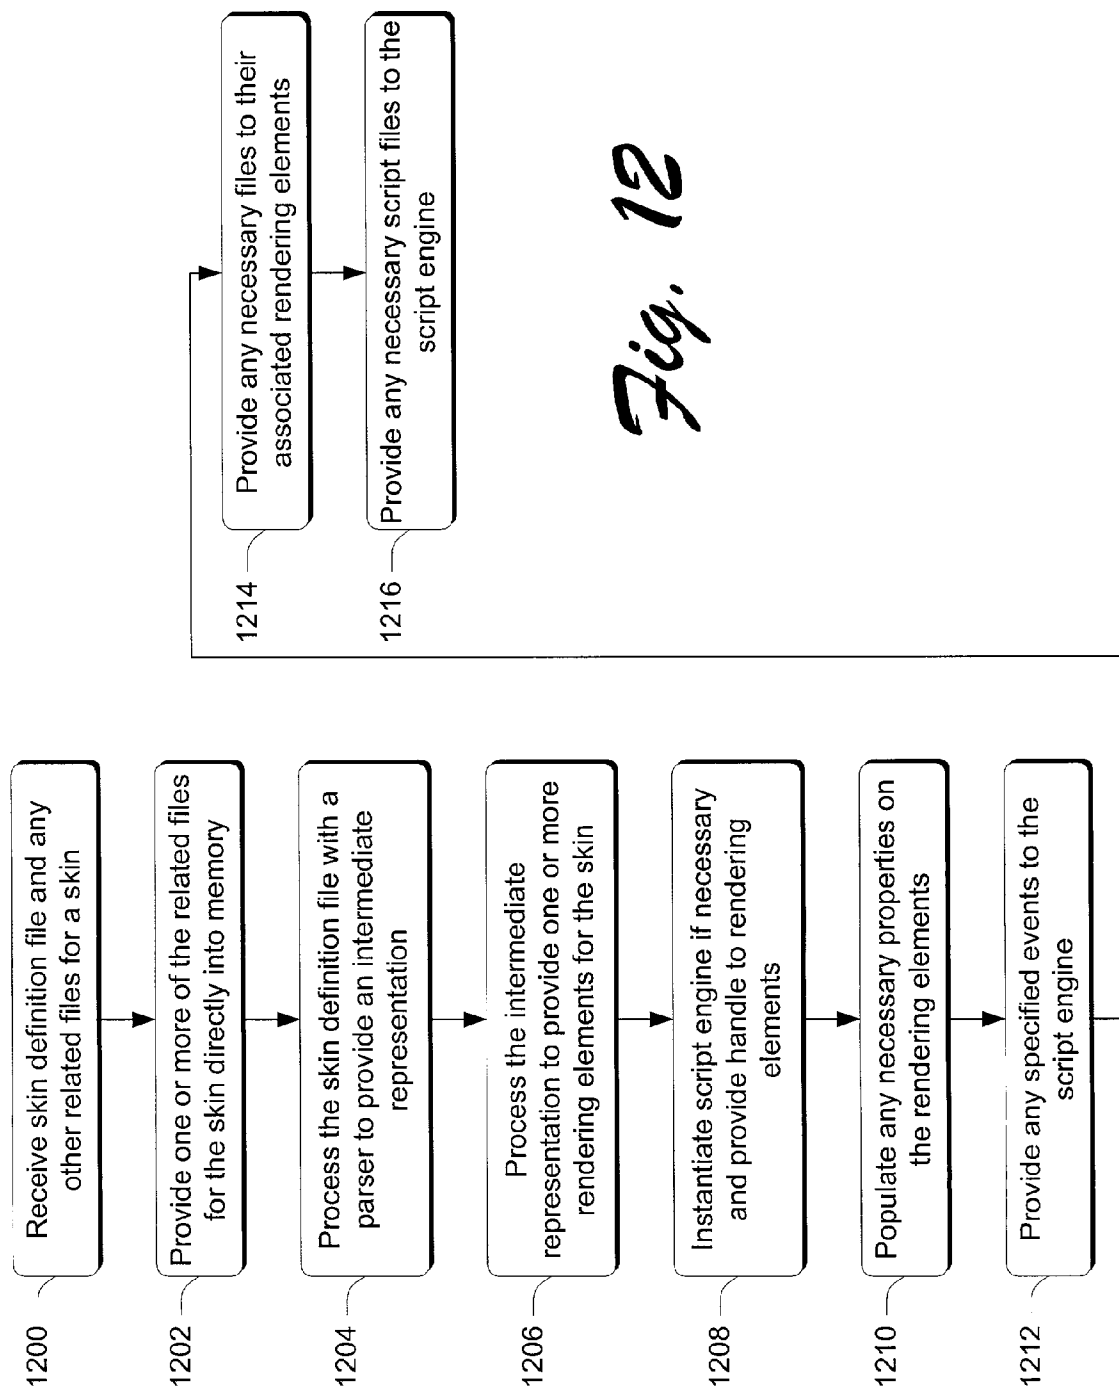 1200
Receive skin definition file and any
other related files for a skin
1202
Provide one or more of the related files
for the skin directly into memory
1204
Process the skin definition file with a
parser to provide an intermediate
representation
1206
Process the intermediate
representation to provide one or more
rendering elements for the skin
1208
Instantiate script engine if necessary
and provide handle to rendering
elements
1210
Populate any necessary properties on
the rendering elements
1212
Provide any specified events to the
script engine
1214
Provide any necessary files to their
associated rendering elements
1216
Provide any necessary script files to the
script engine
Fig. 12